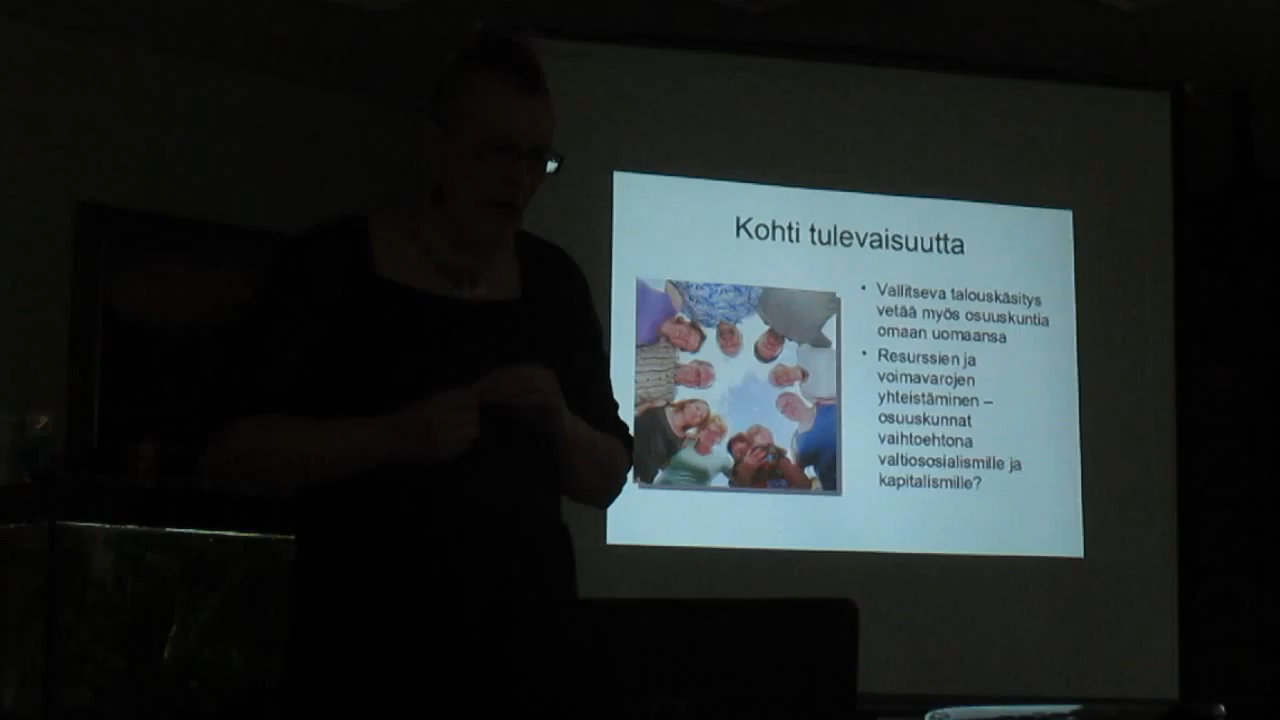 Kohti tulevaisuutta
• Vallitseva talouskäsitys
vetää myös osuuskuntia
omaan uomaansa
• Resurssien ja
voimavarojen
yhteistäminen –
osuuskunnat
vaihtoehtona
valtiososialismille ja
kapitalismille?